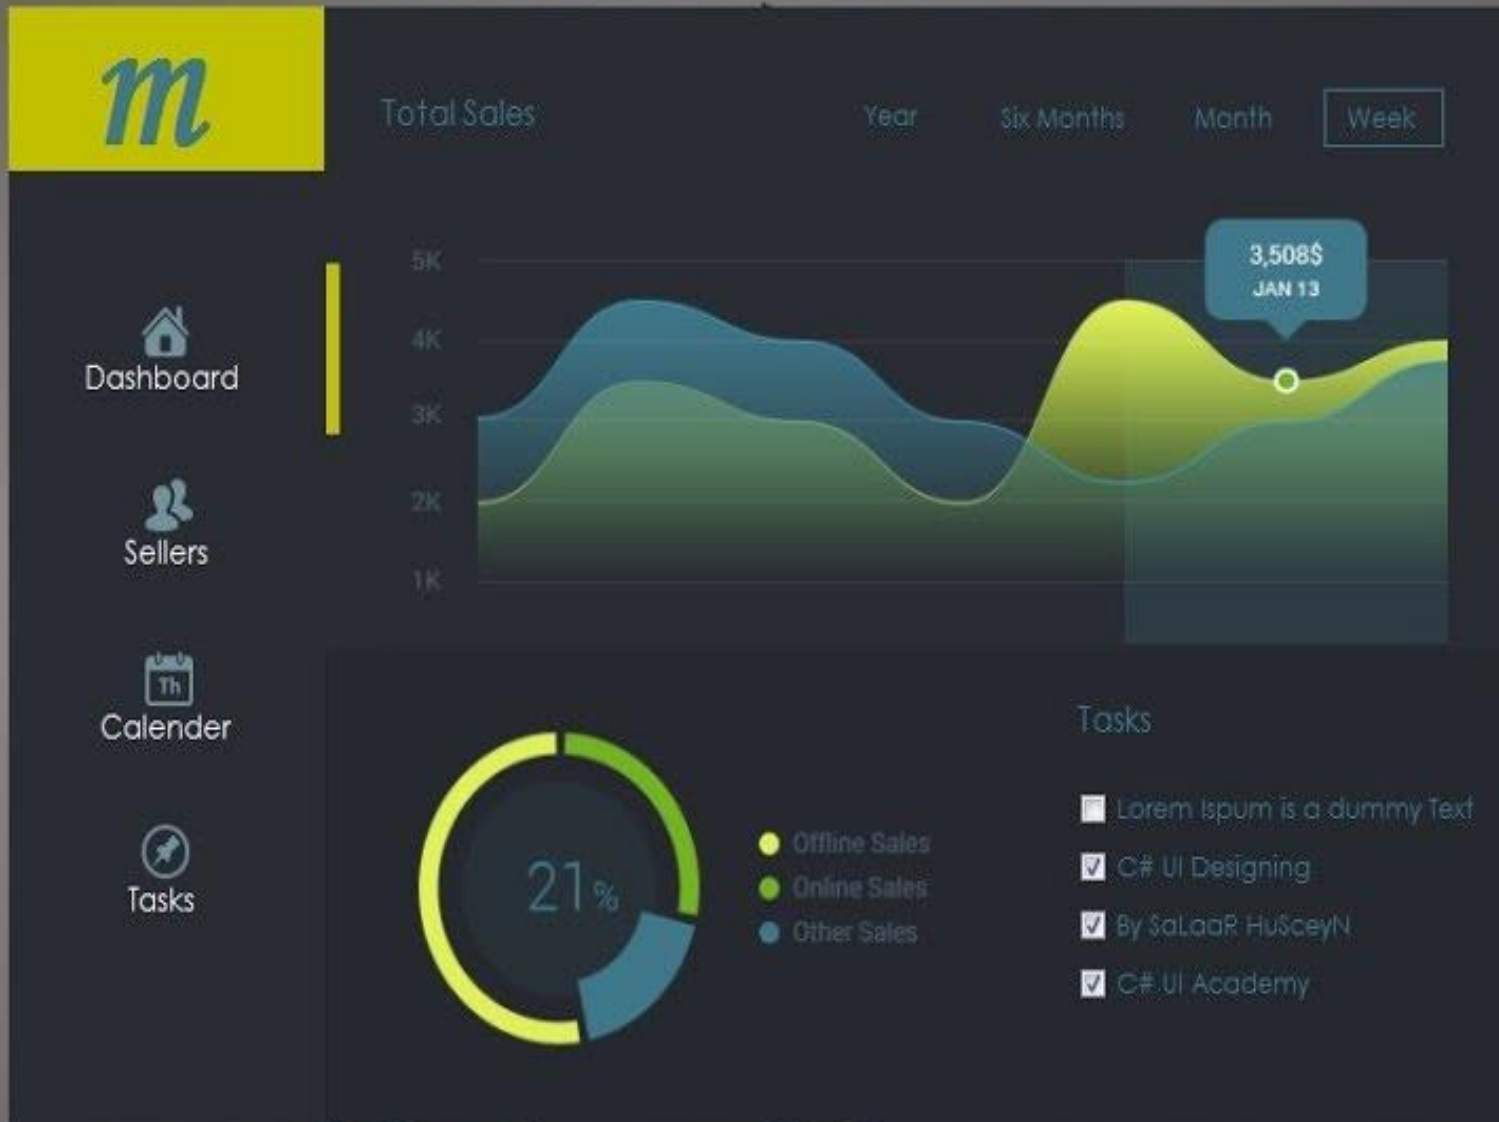 m
Total Sales
Year
Six Months
Month
Week
3,508$
JAN 13
5K
4K
3K
2K
1K
Dashboard
Sellers
Th
Calender
Tasks
21%
Offline Sales
Online Sales
Other Sales
Tasks
Lorem Ispum is a dummy Text
C# UI Designing
By SaLaaR HuSceyN
C# UI Academy